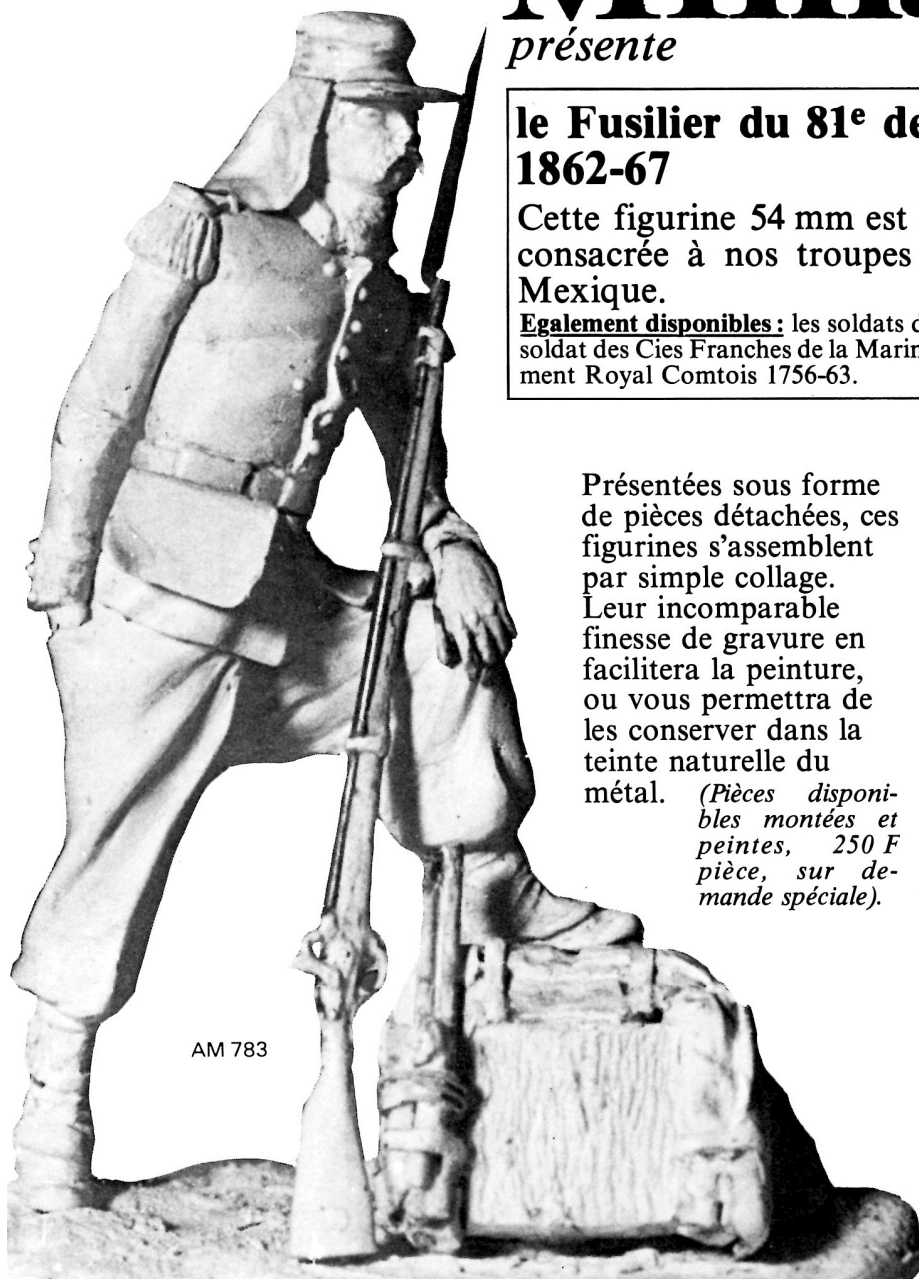 présente
le Fusilier du 81e de
1862-67
Cette figurine 54 mm est
consacrée à nos troupes
Mexique.
Egalement disponibles : les soldats
soldat des Cies Franches de la
ment Royal Comtois 1756-63.
Présentées sous forme
de pièces détachées, ces
figurines s'assemblent
par simple collage.
Leur incomparable
finesse de gravure en
facilitera la peinture,
ou vous permettra de
les conserver dans la
teinte naturelle du
métal. (Pièces disponi-
bles montées et
peintes, 250 F
pièce, sur de-
mande spéciale).
AM 783